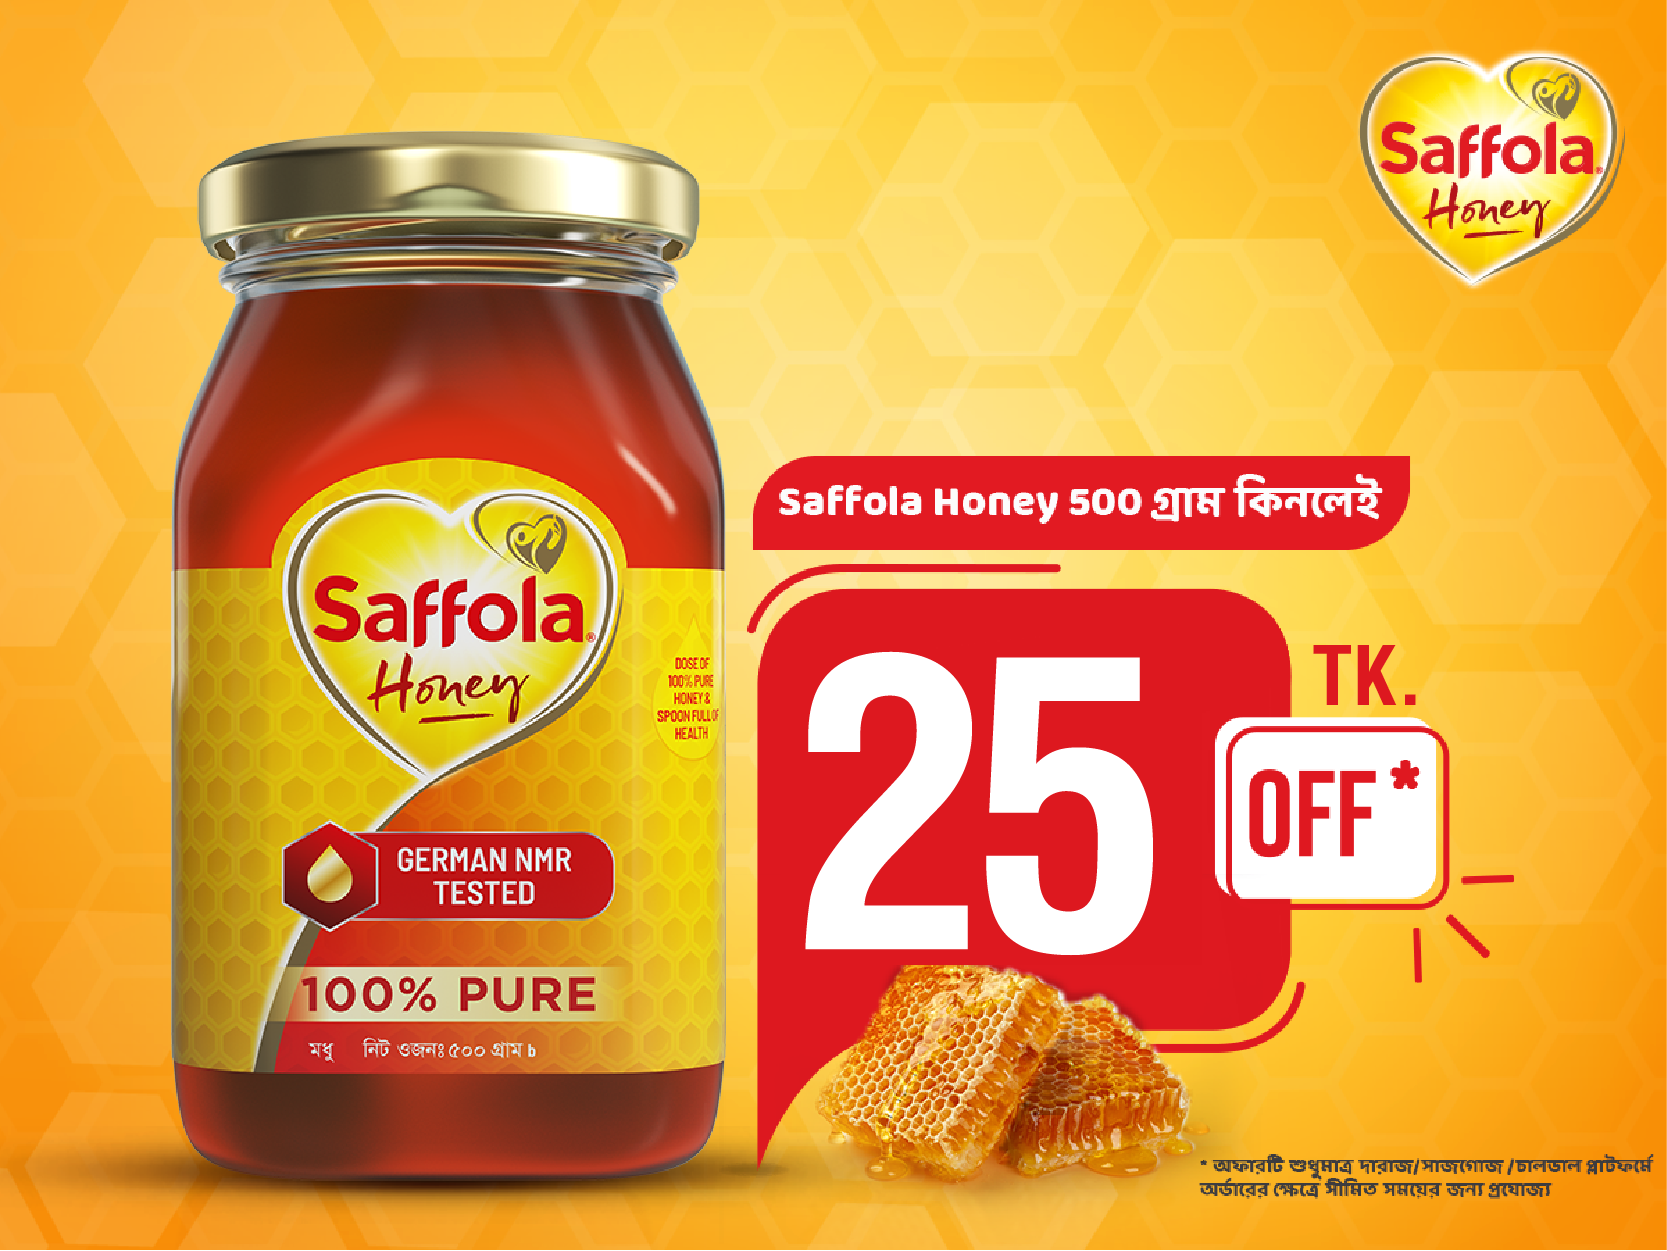 Saffola
Honey
Saffola Honey 500 গ্রাম কিনলেই
25
TK.
OFF*
Saffola
Honey
DOSE OF
100% PURE
HONEY &
SPOON FULL OF
HEALTH
GERMAN NMR
TESTED
100% PURE
মধু নিট ওজনঃ ৫০০ গ্রাম b
* অফারটি শুধুমাত্র দারাজ/সাজগোজ/চালডাল প্লাটফর্মে
অর্ডারের ক্ষেত্রে সীমিত সময়ের জন্য প্রযোজ্য